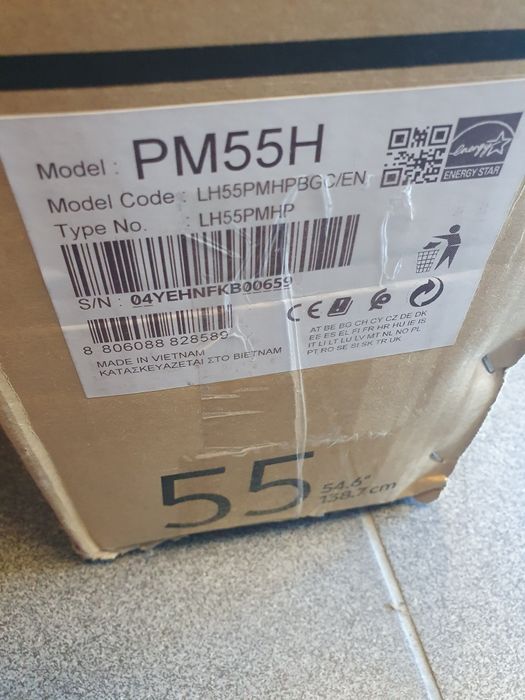 Model : PM55H
Model Code : LH55PMHPBGC/EN
Type No. : LH55PMHP
energy
ENERGY STAR
S/N : 04YEHNFKB00659
8 806088 828589
MADE IN VIETNAM
ΚΑΤΑΣΚΕΥΑΖΕΤΑΙ ΣΤΟ ΒΙΕΤΝΑΜ
CE
AT BE BG CH CY CZ DE DK
EE ES EL FI FR HR HU IE IS
IT LI LT LU LV MT NL NO PL
PT RO SE SI SK TR UK
55
54.6"
138.7cm